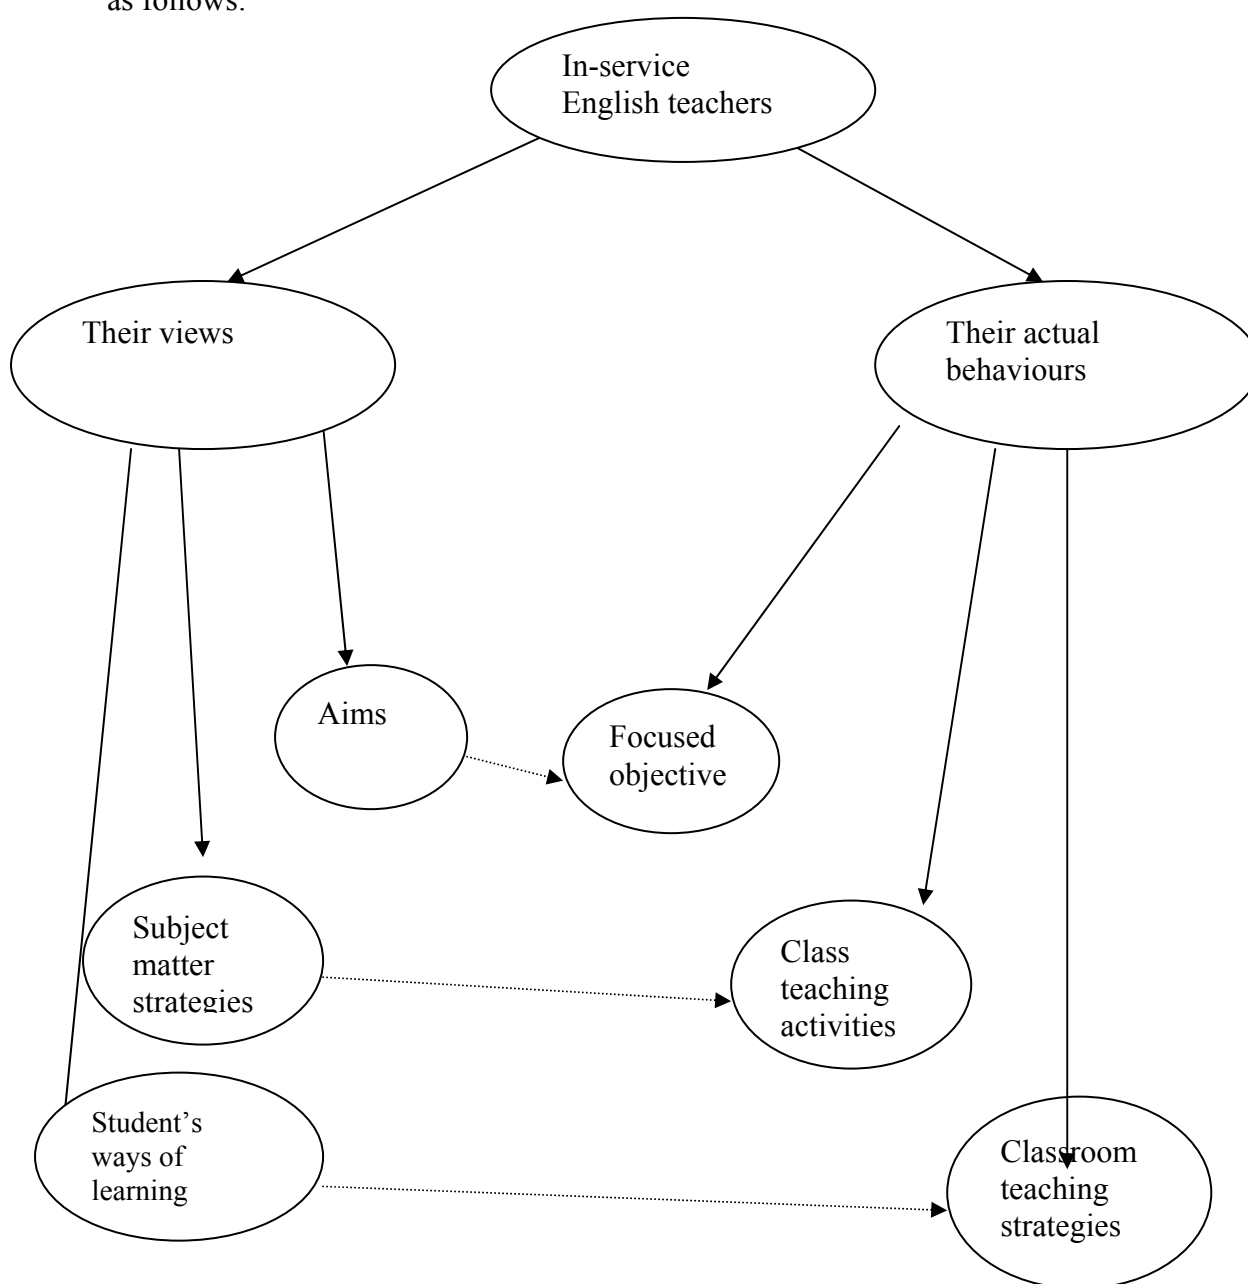 as follows:
In-service
English teachers
Their views
Their actual
behaviours
Aims
Focused
objective
Subject
matter
strategies
Class
teaching
activities
Student’s
ways of
learning
Classroom
teaching
strategies